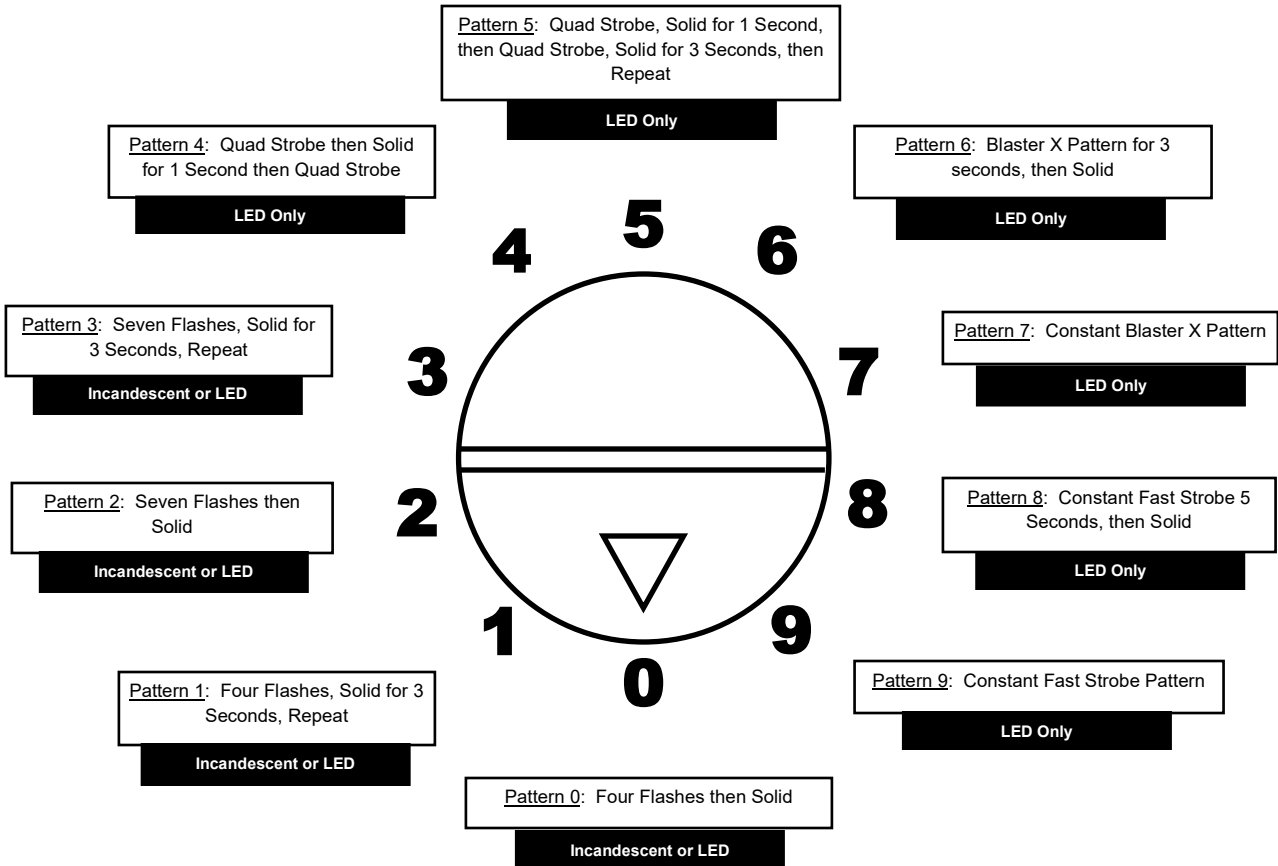 Pattern 5: Quad Strobe, Solid for 1 Second,
then Quad Strobe, Solid for 3 Seconds, then
Repeat
LED Only
Pattern 4: Quad Strobe then Solid
for 1 Second then Quad Strobe
LED Only
Pattern 6: Blaster X Pattern for 3
seconds, then Solid
LED Only
5
4
6
Pattern 3: Seven Flashes, Solid for
3 Seconds, Repeat
Incandescent or LED
3
7
Pattern 7: Constant Blaster X Pattern
LED Only
Pattern 2: Seven Flashes then
Solid
Incandescent or LED
2
8
Pattern 8: Constant Fast Strobe 5
Seconds, then Solid
LED Only
1
9
0
Pattern 1: Four Flashes, Solid for 3
Seconds, Repeat
Incandescent or LED
Pattern 9: Constant Fast Strobe Pattern
LED Only
Pattern 0: Four Flashes then Solid
Incandescent or LED